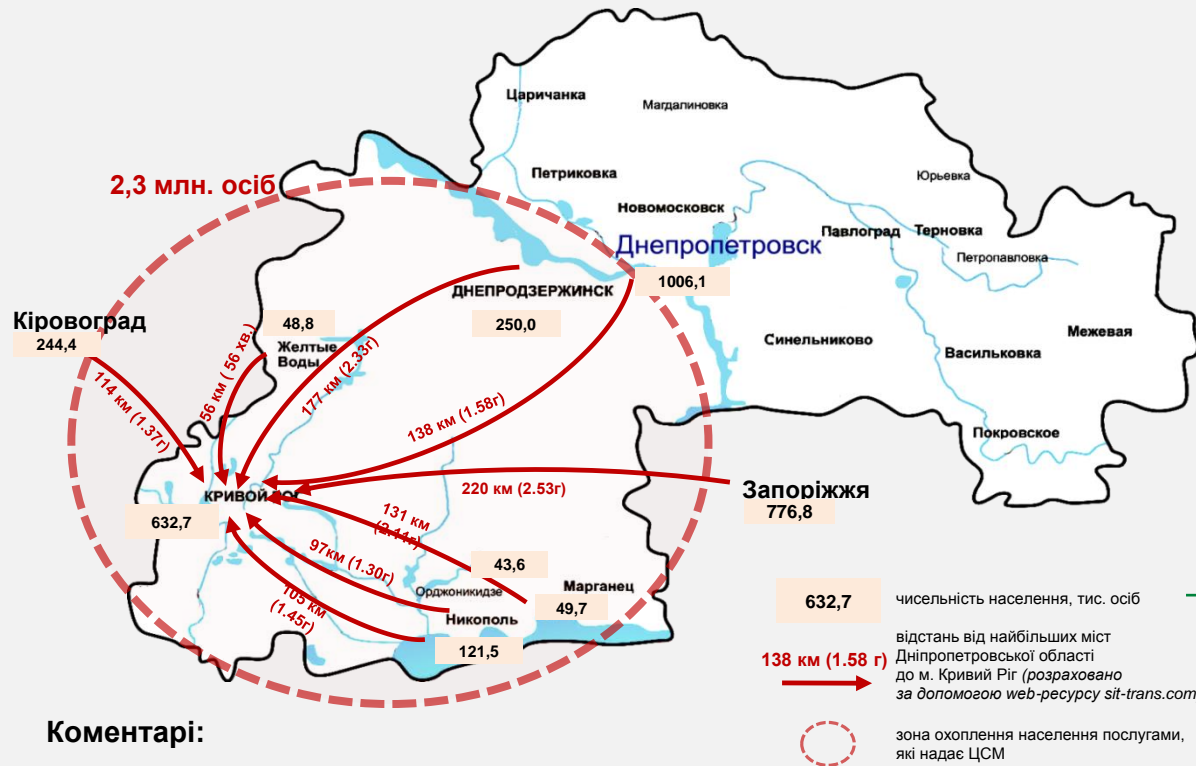 Царичанка
Магдалиновка
Петриковка
Юрьевка
2,3 млн. осіб
Новомосковск
Павлоград
Терновка
Днепропетровск
Петропавловка
1006,1
ДНЕПРОДЗЕРЖИНСК
Кіровоград
244,4
48,8
250,0
Желтые
Воды
Межевая
Синельниково
Васильковка
114 км (1.37г)
56 км ( 56 хв.)
177 км (2.33г)
138 км (1.58г)
Покровское
220 км (2.53г)
Запоріжжя
776,8
КРИВОЙ
632,7
131 км
(2.11г)
97км (1.30г)
105 км
(1.45г)
43,6
Орджоникидзе
Марганец
49,7
Никополь
121,5
632,7
чисельність населення, тис. осіб
138 км (1.58 г)
відстань від найбільших міст
Дніпропетровської області
до м. Кривий Ріг (розраховано
за допомогою web-ресурсу sit-trans.com
Коментарі:
зона охоплення населення послугами,
які надає ЦСМ